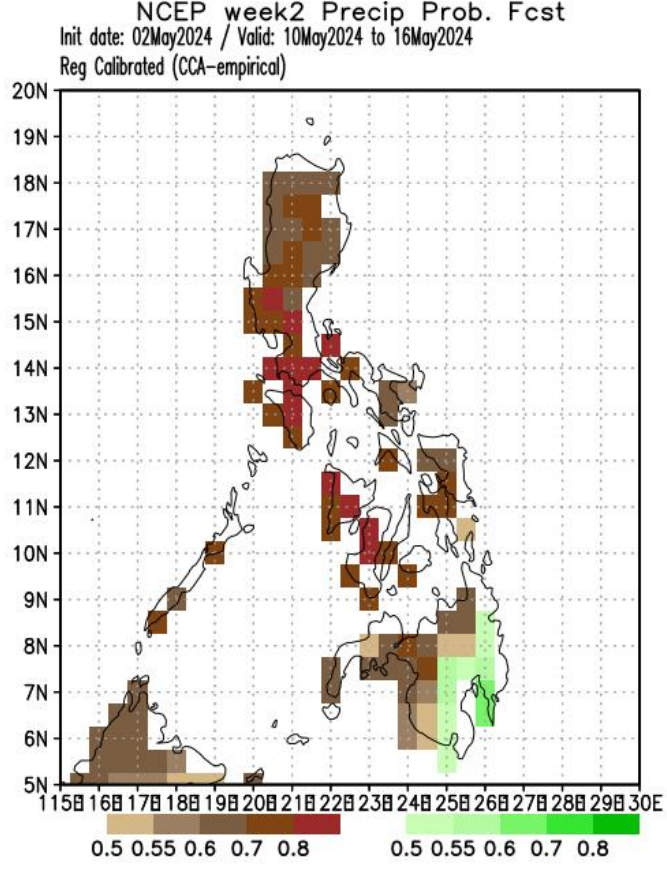 NCEP week2 Precip Prob. Fcst
Init date: 02May2024 / Valid: 10May2024 to 16May2024
Reg Calibrated (CCA-empirical)
20N
19N
18N
17N
16N
15N
14N
13N
12N
11N
10N
9N
8N
7N
6N
5N
115E 116E 117E 118E 119E 120E 121E 122E 123E 124E 125E 126E 127E 128E 129E 130E
0.5 0.55 0.6 0.7 0.8 0.5 0.55 0.6 0.7 0.8